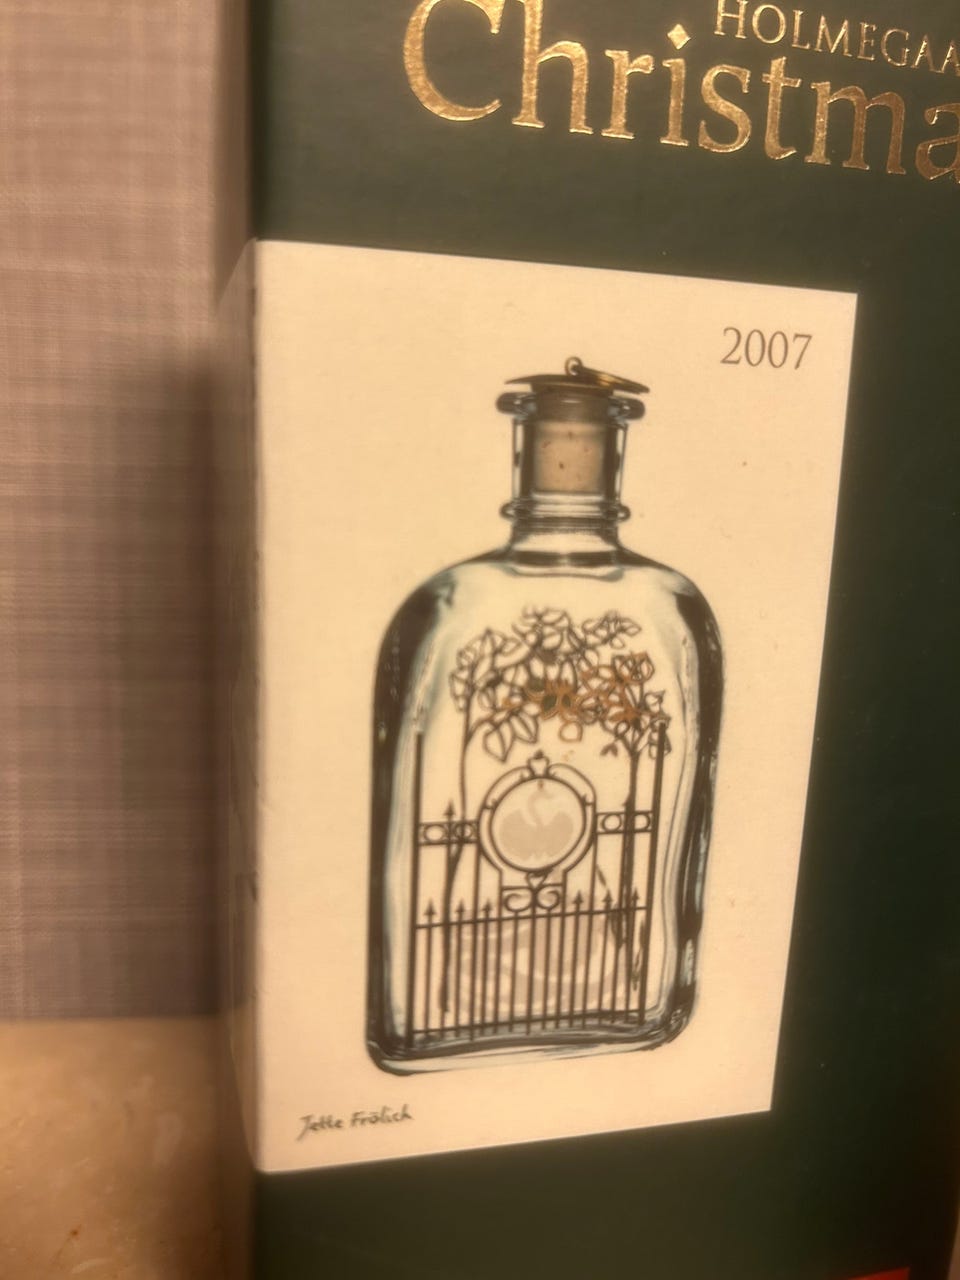 HOLMEGAA
Christma
2007
Jette Frölich